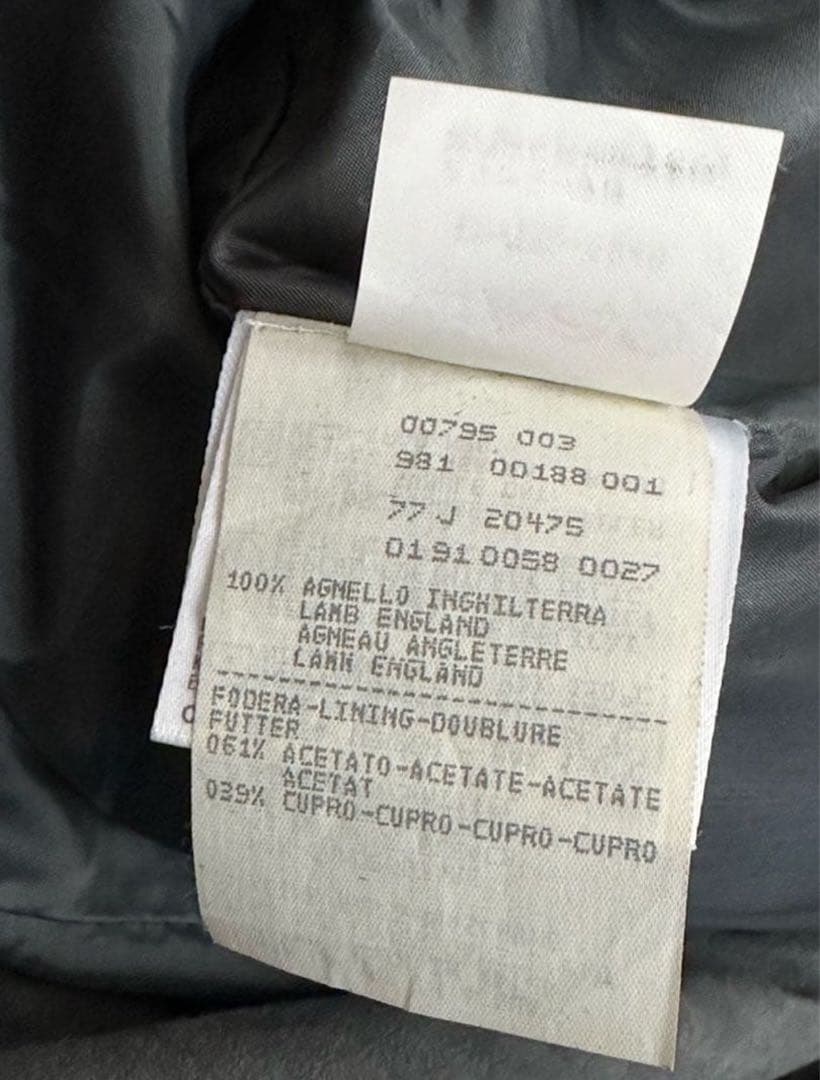 00795 003
981 00188 001
77J 20475
0191 0058 0027
100% AGNELLO INGHILTERRA
LAMB ENGLAND
AGNEAU ANGLETERRE
LAMM ENGLAND
FODERA-LINING-DOUBLURE
FUTTER
061% ACETATO-ACETATE-ACETATE
ACETAT
039% CUPRO-CUPRO-CUPRO-CUPRO